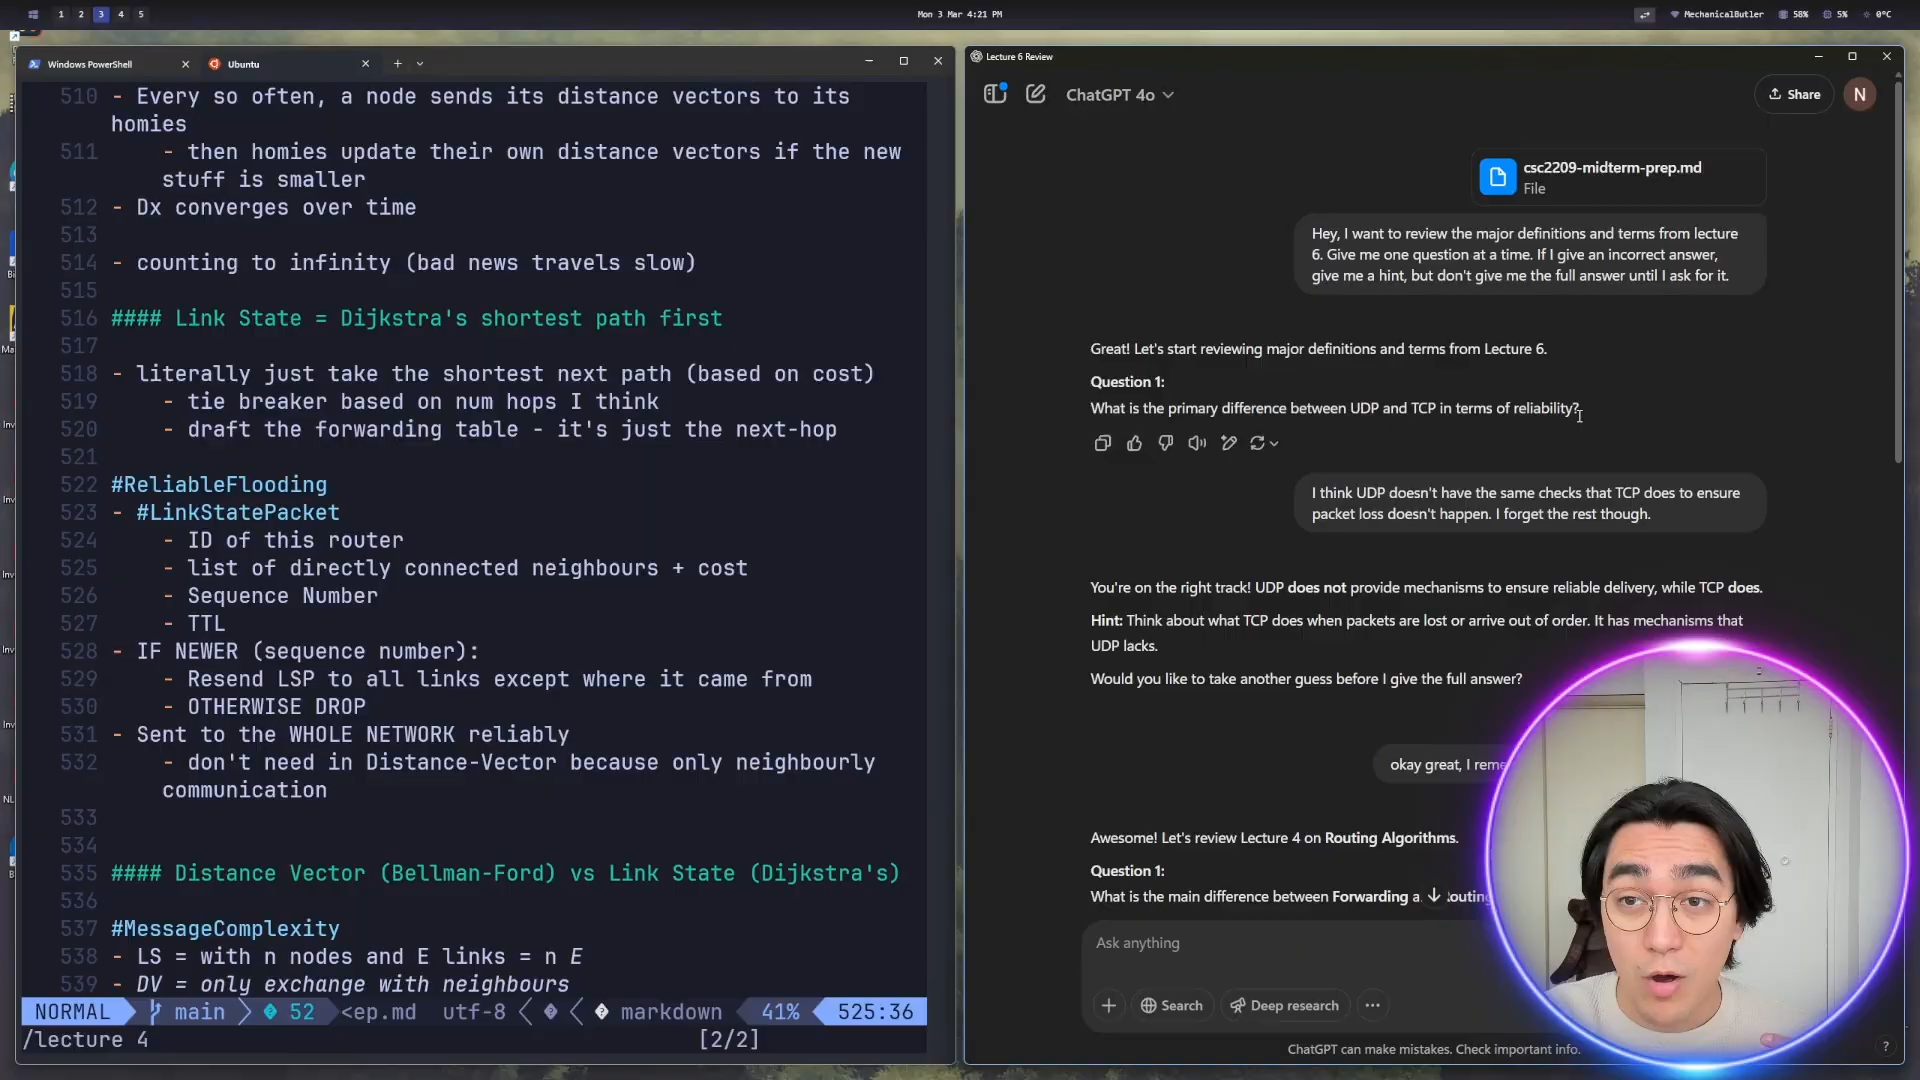 1 2 3 4 5
Mon 3 Mar 4:21 PM
MechanicalButler 58% 5% 0°C
Windows PowerShell
Ubuntu
510 - Every so often, a node sends its distance vectors to its
homies
511 - then homies update their own distance vectors if the new
stuff is smaller
512 - Dx converges over time
513
514 - counting to infinity (bad news travels slow)
515
516 #### Link State = Dijkstra's shortest path first
517
518 - literally just take the shortest next path (based on cost)
519 - tie breaker based on num hops I think
520 - draft the forwarding table - it's just the next-hop
521
522 #ReliableFlooding
523 - #LinkStatePacket
524 - ID of this router
525 - list of directly connected neighbours + cost
526 - Sequence Number
527 - TTL
528 - IF NEWER (sequence number):
529 - Resend LSP to all links except where it came from
530 - OTHERWISE DROP
531 - Sent to the WHOLE NETWORK reliably
532 - don't need in Distance-Vector because only neighbourly
communication
533
534
535 #### Distance Vector (Bellman-Ford) vs Link State (Dijkstra's)
536
537 #MessageComplexity
538 - LS = with n nodes and E links = n E
539 - DV = only exchange with neighbours
NORMAL main 52 <ep.md utf-8 markdown 41% 525:36
/lecture 4 [2/2]
Lecture 6 Review
ChatGPT 4o
Share
N
csc2209-midterm-prep.md
File
Hey, I want to review the major definitions and terms from lecture
6. Give me one question at a time. If I give an incorrect answer,
give me a hint, but don't give me the full answer until I ask for it.
Great! Let's start reviewing major definitions and terms from Lecture 6.
Question 1:
What is the primary difference between UDP and TCP in terms of reliability?
I think UDP doesn't have the same checks that TCP does to ensure
packet loss doesn't happen. I forget the rest though.
You're on the right track! UDP does not provide mechanisms to ensure reliable delivery, while TCP does.
Hint: Think about what TCP does when packets are lost or arrive out of order. It has mechanisms that
UDP lacks.
Would you like to take another guess before I give the full answer?
okay great, I reme
Awesome! Let's review Lecture 4 on Routing Algorithms.
Question 1:
What is the main difference between Forwarding a
Ask anything
Search
Deep research
ChatGPT can make mistakes. Check important info.
?